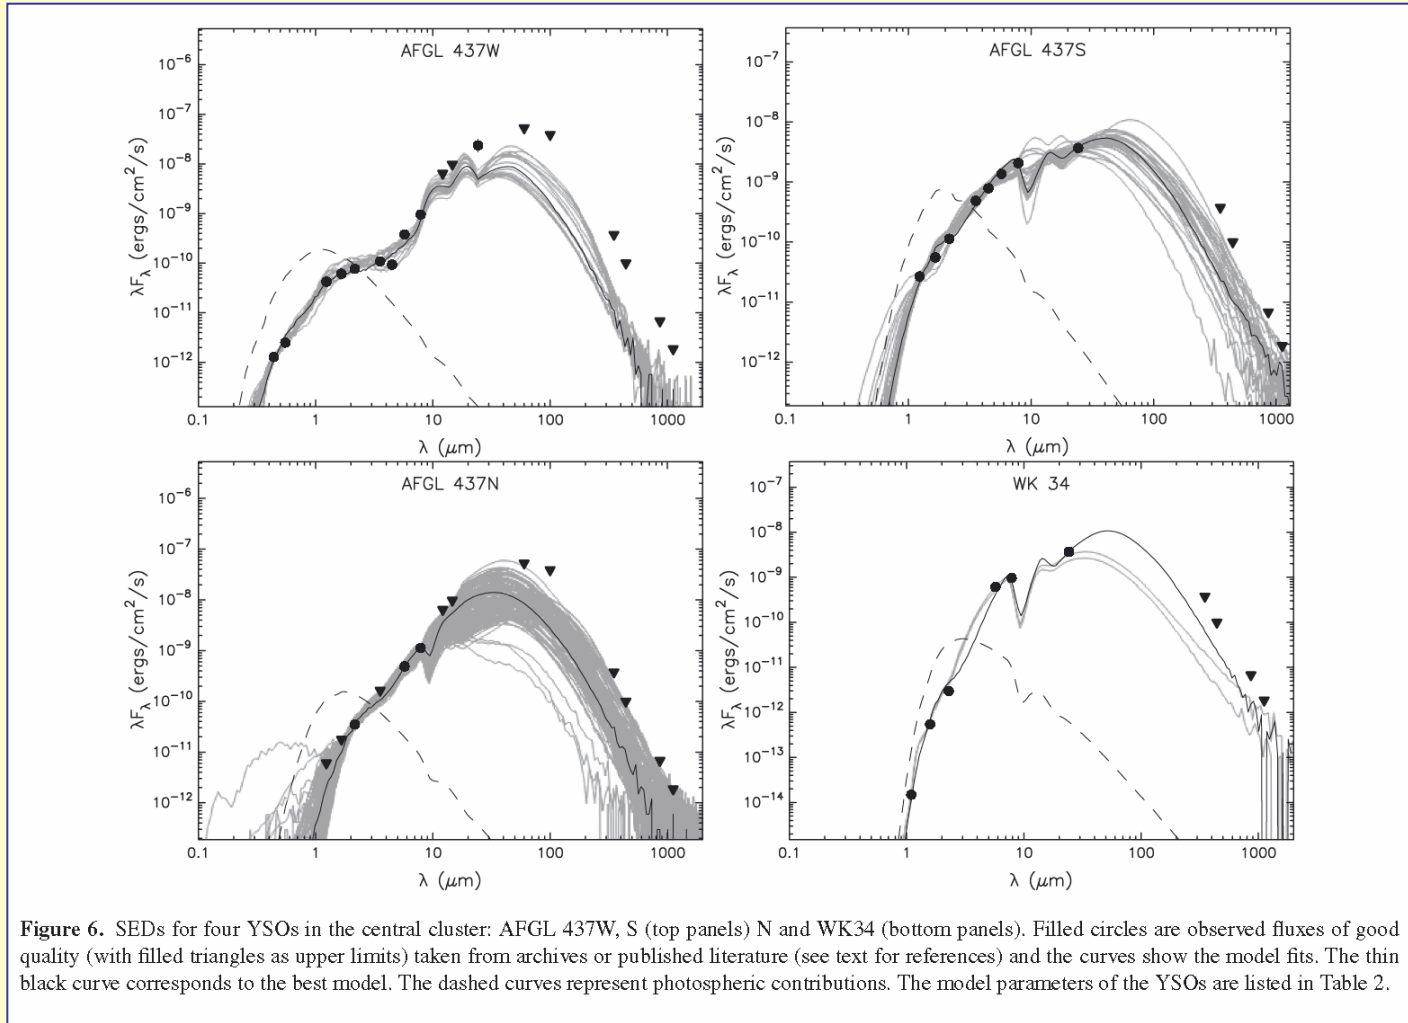 AFGL 437W
10⁻⁶
10⁻⁷
10⁻⁸
10⁻⁹
10⁻¹⁰
10⁻¹¹
10⁻¹²
λF_λ (ergs/cm²/s)
0.1 1 10 100 1000
λ (μm)
AFGL 437S
10⁻⁷
10⁻⁸
10⁻⁹
10⁻¹⁰
10⁻¹¹
10⁻¹²
λF_λ (ergs/cm²/s)
0.1 1 10 100 1000
λ (μm)
AFGL 437N
10⁻⁶
10⁻⁷
10⁻⁸
10⁻⁹
10⁻¹⁰
10⁻¹¹
10⁻¹²
λF_λ (ergs/cm²/s)
0.1 1 10 100 1000
λ (μm)
WK 34
10⁻⁷
10⁻⁸
10⁻⁹
10⁻¹⁰
10⁻¹¹
10⁻¹²
10⁻¹³
10⁻¹⁴
λF_λ (ergs/cm²/s)
0.1 1 10 100 1000
λ (μm)
Figure 6. SEDs for four YSOs in the central cluster: AFGL 437W, S (top panels) N and WK34 (bottom panels). Filled circles are observed fluxes of good
quality (with filled triangles as upper limits) taken from archives or published literature (see text for references) and the curves show the model fits. The thin
black curve corresponds to the best model. The dashed curves represent photospheric contributions. The model parameters of the YSOs are listed in Table 2.